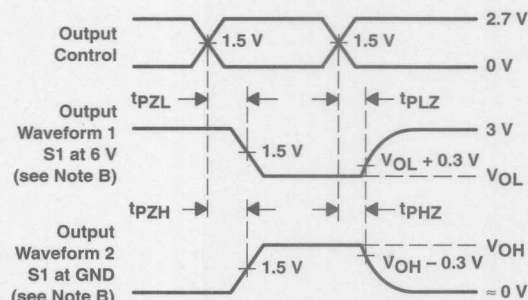 Output
Control
2.7 V
1.5 V
1.5 V
0 V
tPZL
tPLZ
Output
Waveform 1
S1 at 6 V
(see Note B)
3 V
1.5 V
VOL + 0.3 V
VOL
tPZH
tPHZ
Output
Waveform 2
S1 at GND
(see Note B)
VOH
1.5 V
VOH – 0.3 V
≈ 0 V